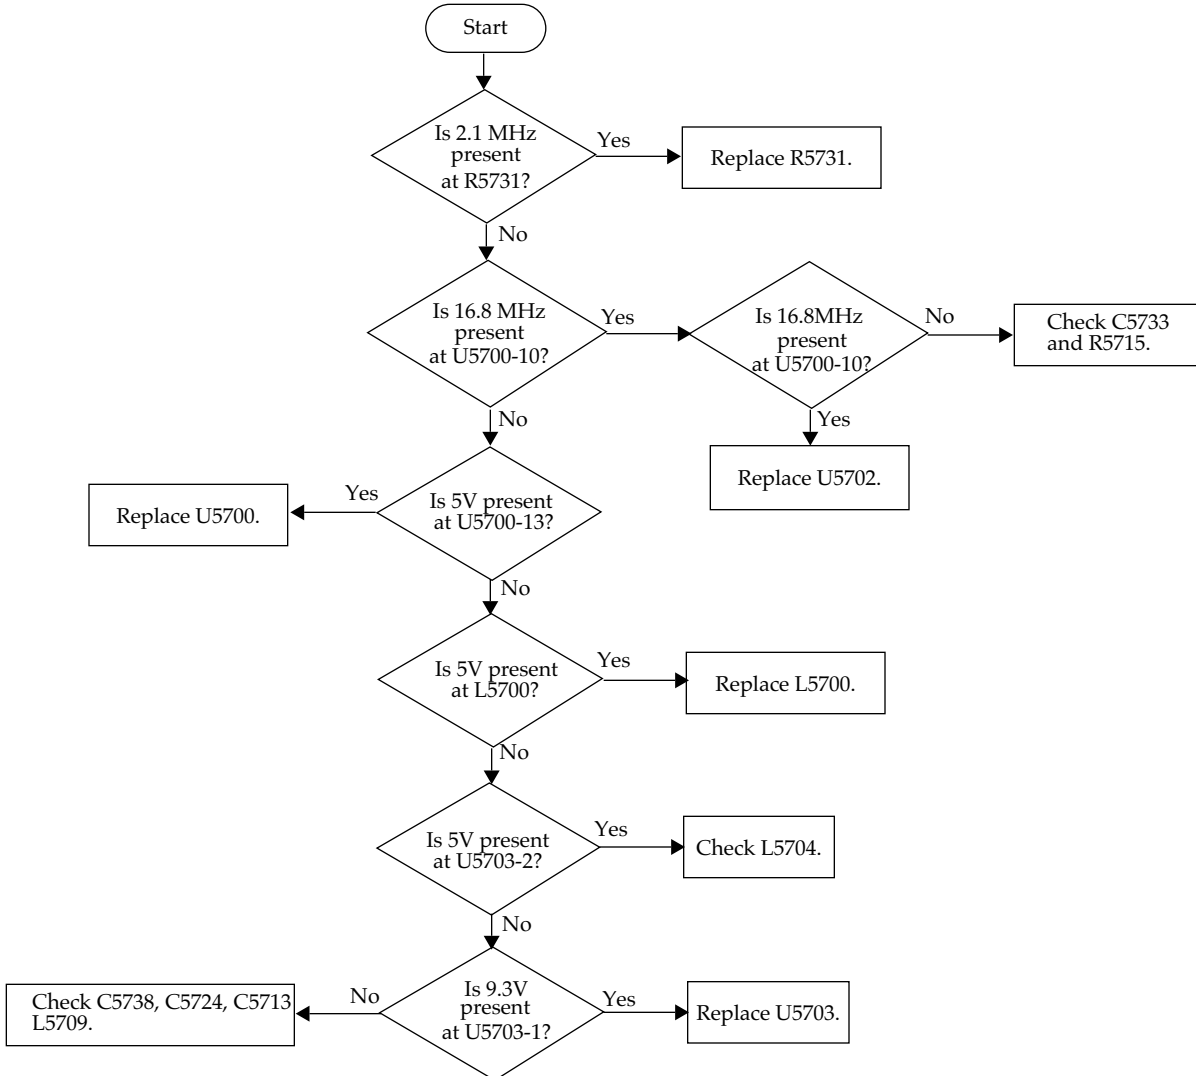 Start
Is 2.1 MHz
present
at R5731?
Yes
Replace R5731.
No
Is 16.8 MHz
present
at U5700-10?
Yes
Is 16.8MHz
present
at U5700-10?
No
Check C5733
and R5715.
No
Yes
Replace U5702.
Is 5V present
at U5700-13?
Yes
Replace U5700.
No
Is 5V present
at L5700?
Yes
Replace L5700.
No
Is 5V present
at U5703-2?
Yes
Check L5704.
No
Is 9.3V
present
at U5703-1?
No
Check C5738, C5724, C5713
L5709.
Yes
Replace U5703.